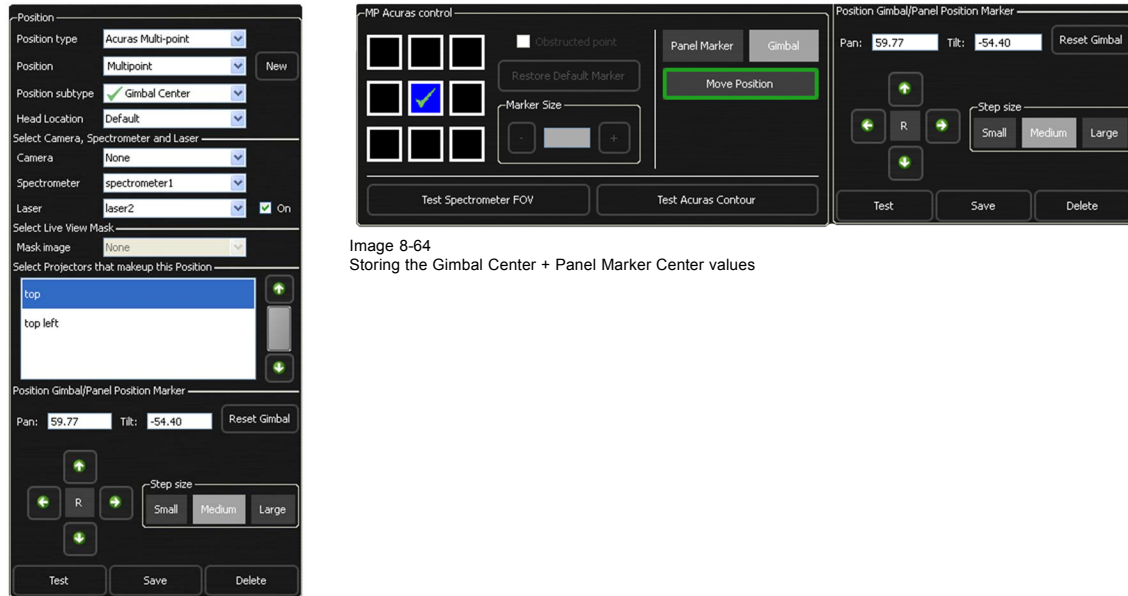 Position
Position type Acuras Multi-point
Position Multipoint New
Position subtype Gimbal Center
Head Location Default
Select Camera, Spectrometer and Laser
Camera None
Spectrometer spectrometer1
Laser laser2 On
Select Live View Mask
Mask image None
Select Projectors that makeup this Position
top
top left
Position Gimbal/Panel Position Marker
Pan: 59.77 Tilt: -54.40 Reset Gimbal
Step size
R Small Medium Large
Test Save Delete
MP Acuras control
Obstructed point
Restore Default Marker
Marker Size
- +
Panel Marker Gimbal
Move Position
Test Spectrometer FOV Test Acuras Contour
Position Gimbal/Panel Position Marker
Pan: 59.77 Tilt: -54.40 Reset Gimbal
Step size
R Small Medium Large
Test Save Delete
Image 8-64
Storing the Gimbal Center + Panel Marker Center values